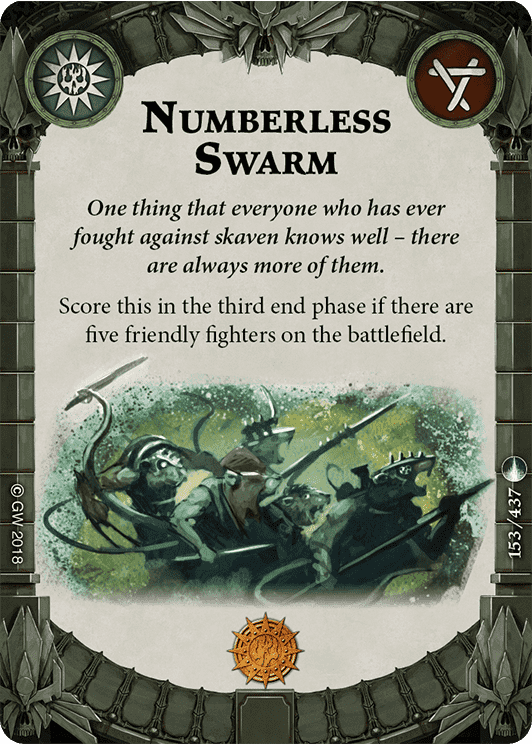 Numberless
Swarm
One thing that everyone who has ever
fought against skaven knows well – there
are always more of them.
Score this in the third end phase if there are
five friendly fighters on the battlefield.
© GW 2018
153/437